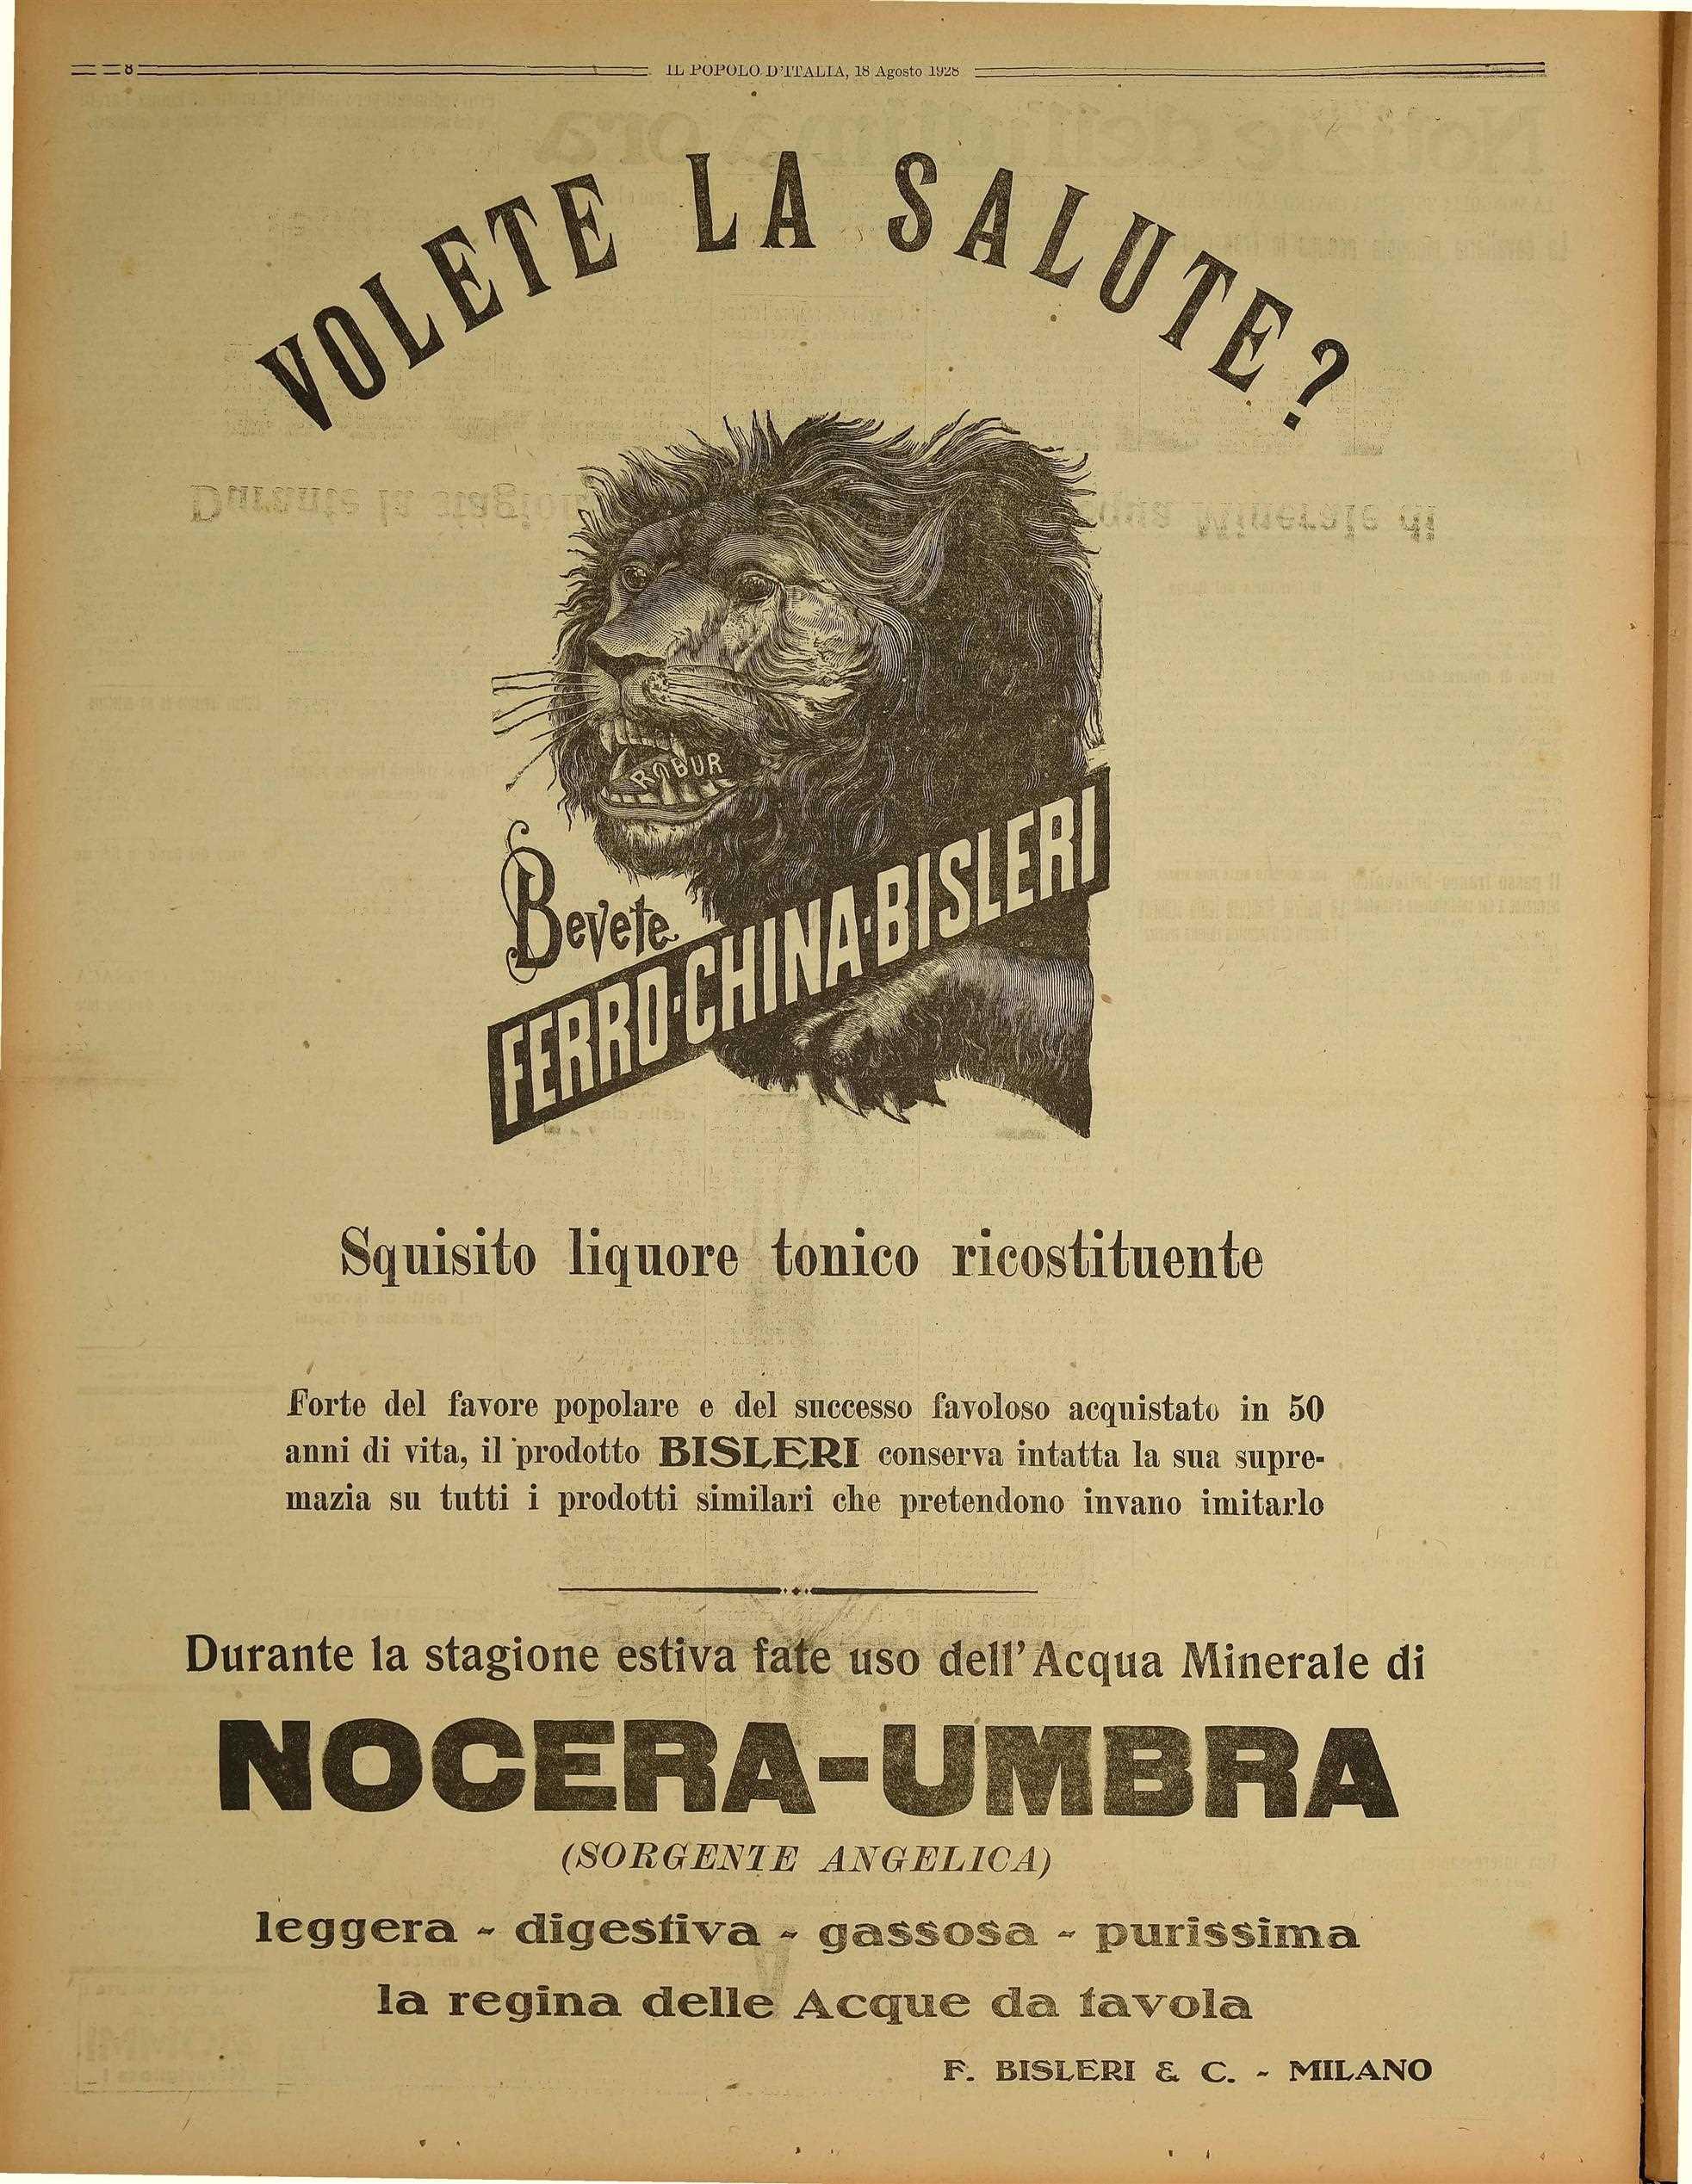 8
IL POPOLO D'ITALIA, 18 Agosto 1928
VOLETE LA SALUTE?
ROBUR
Bevete
FERRO-CHINA-BISLERI
Squisito liquore tonico ricostituente
Forte del favore popolare e del successo favoloso acquistato in 50
anni di vita, il prodotto BISLERI conserva intatta la sua supre-
mazia su tutti i prodotti similari che pretendono invano imitarlo
Durante la stagione estiva fate uso dell'Acqua Minerale di
NOCERA-UMBRA
(SORGENTE ANGELICA)
leggera - digestiva - gassosa - purissima
la regina delle Acque da tavola
F. BISLERI & C. - MILANO